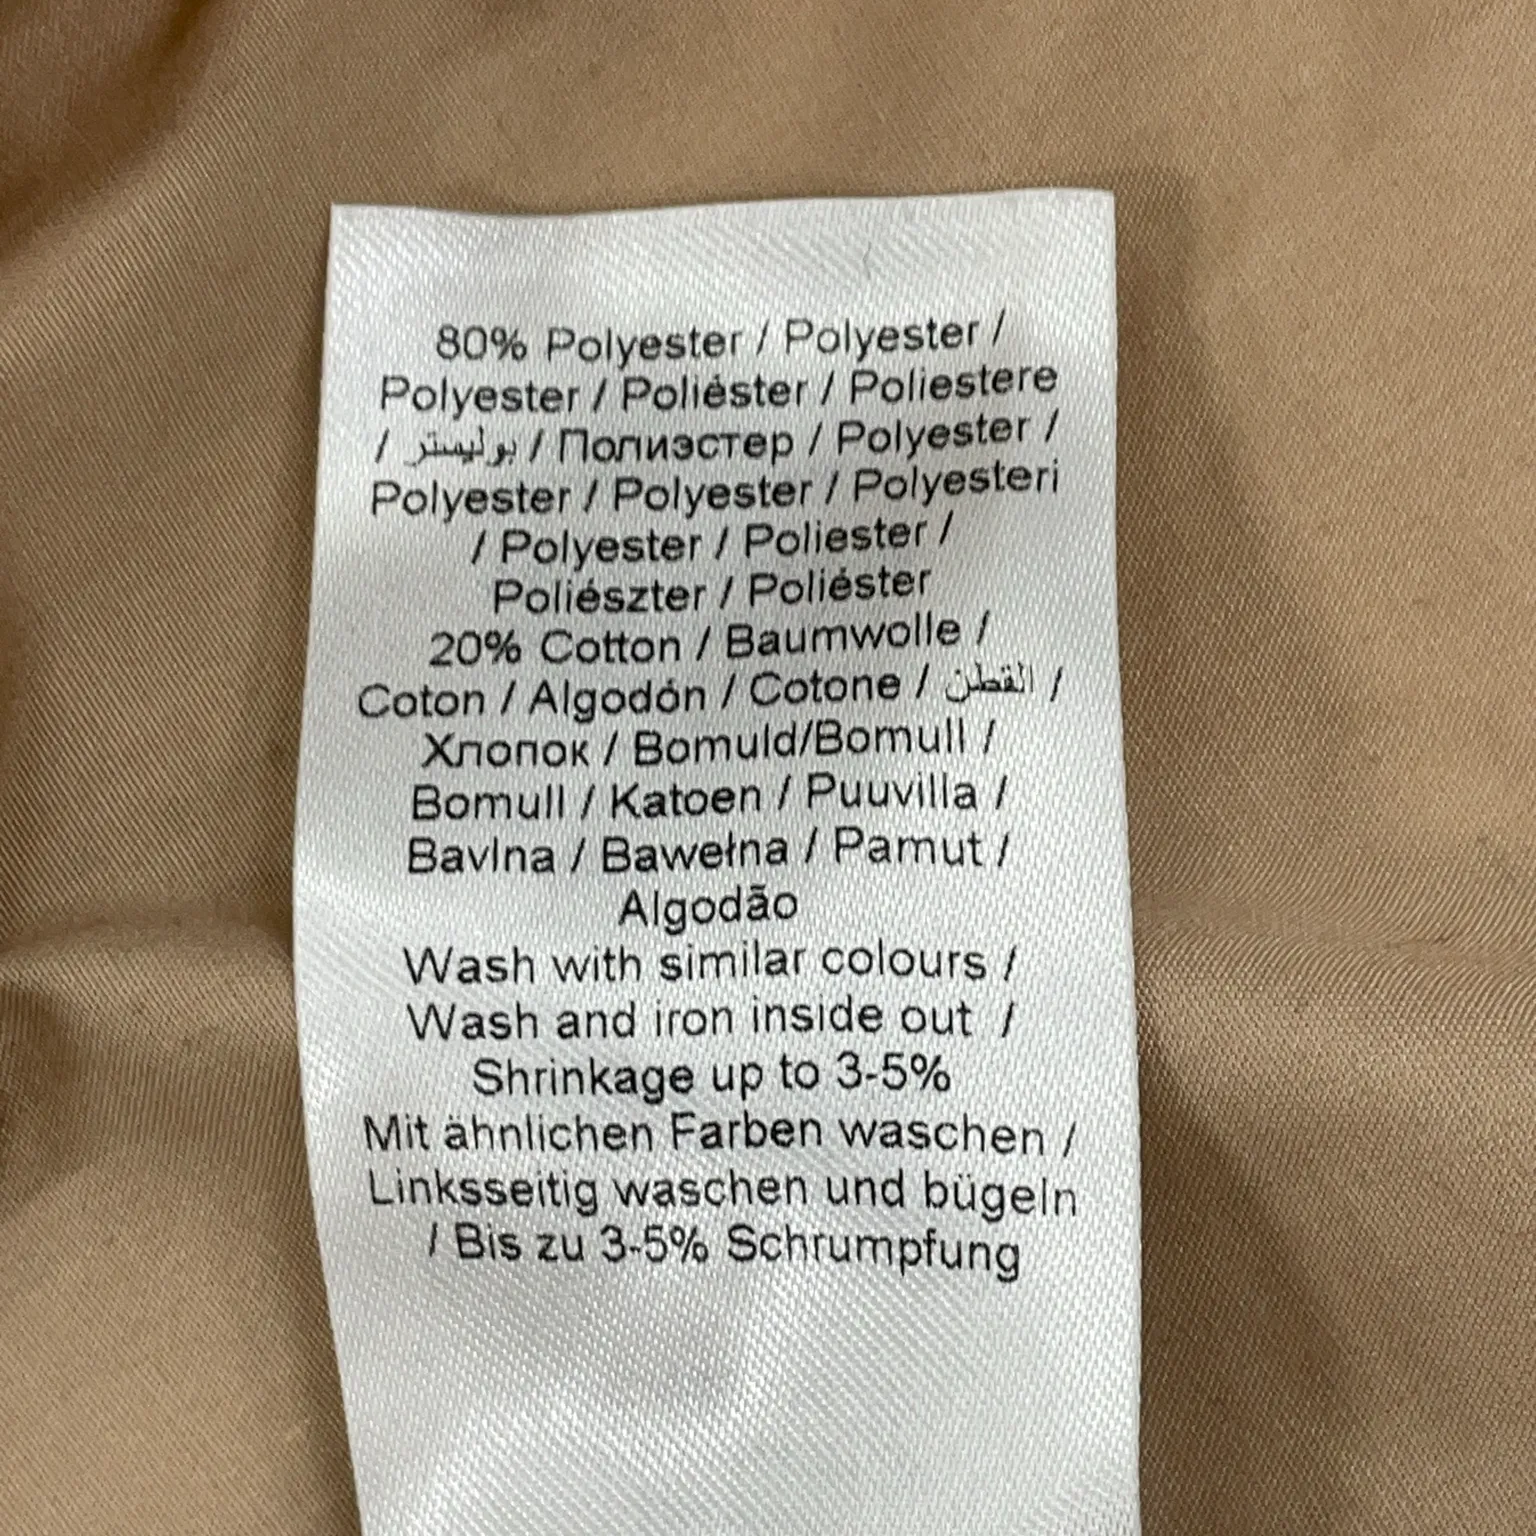 80% Polyester / Polyester /
Polyester / Poliéster / Poliestere
/ بوليستر / Полиэстер / Polyester /
Polyester / Polyester / Polyesteri
/ Polyester / Poliester /
Poliészter / Poliéster
20% Cotton / Baumwolle /
Coton / Algodón / Cotone / القطن /
Хлопок / Bomuld/Bomull /
Bomull / Katoen / Puuvilla /
Bavlna / Bawełna / Pamut /
Algodão
Wash with similar colours /
Wash and iron inside out /
Shrinkage up to 3-5%
Mit ähnlichen Farben waschen /
Linksseitig waschen und bügeln
/ Bis zu 3-5% Schrumpfung